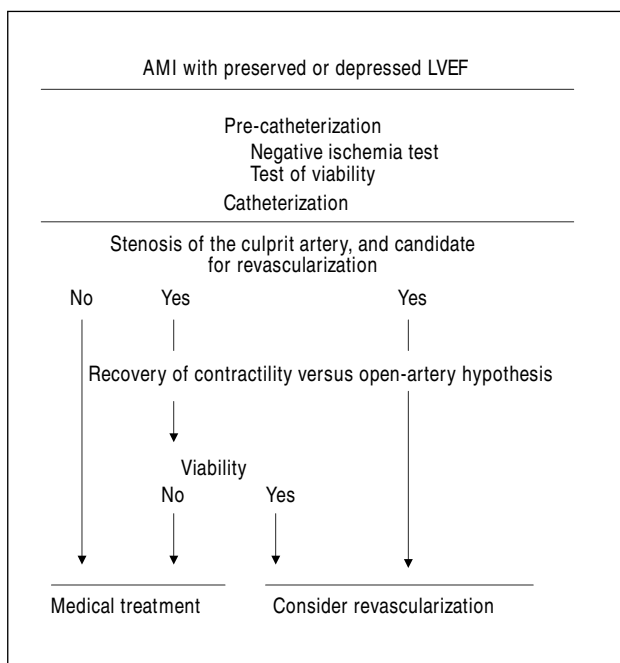 AMI with preserved or depressed LVEF
Pre-catheterization
Negative ischemia test
Test of viability
Catheterization
Stenosis of the culprit artery, and candidate
for revascularization
No Yes Yes
Recovery of contractility versus open-artery hypothesis
Viability
No Yes
Medical treatment Consider revascularization